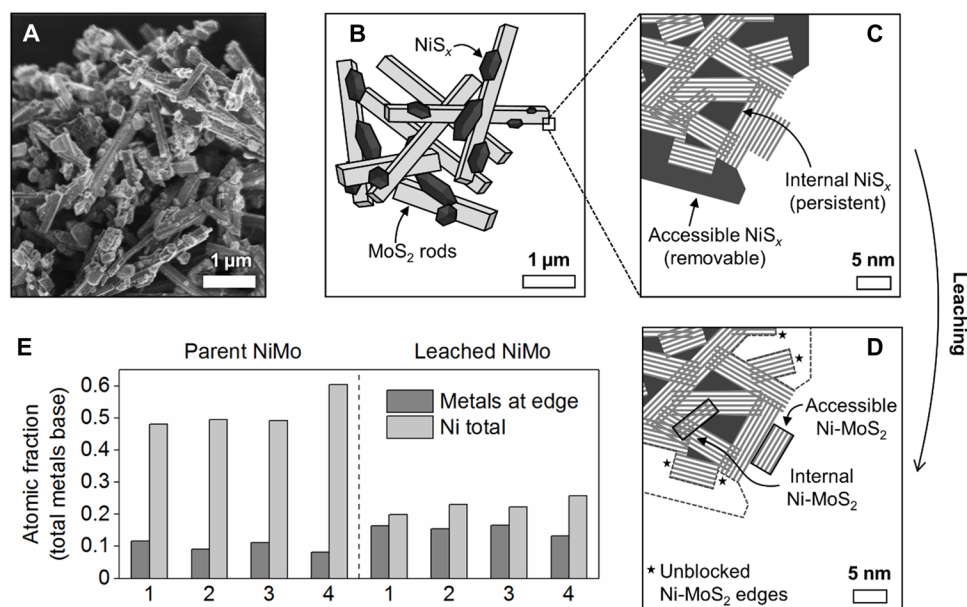 A
1 µm
B
NiSₓ
MoS₂ rods
1 µm
C
Internal NiSₓ
(persistent)
Accessible NiSₓ
(removable)
5 nm
Leaching
D
Accessible
Ni-MoS₂
Internal
Ni-MoS₂
★ Unblocked
Ni-MoS₂ edges
5 nm
E
Parent NiMo
Leached NiMo
Metals at edge
Ni total
Atomic fraction
(total metals base)
0.6
0.5
0.4
0.3
0.2
0.1
0
1 2 3 4 1 2 3 4